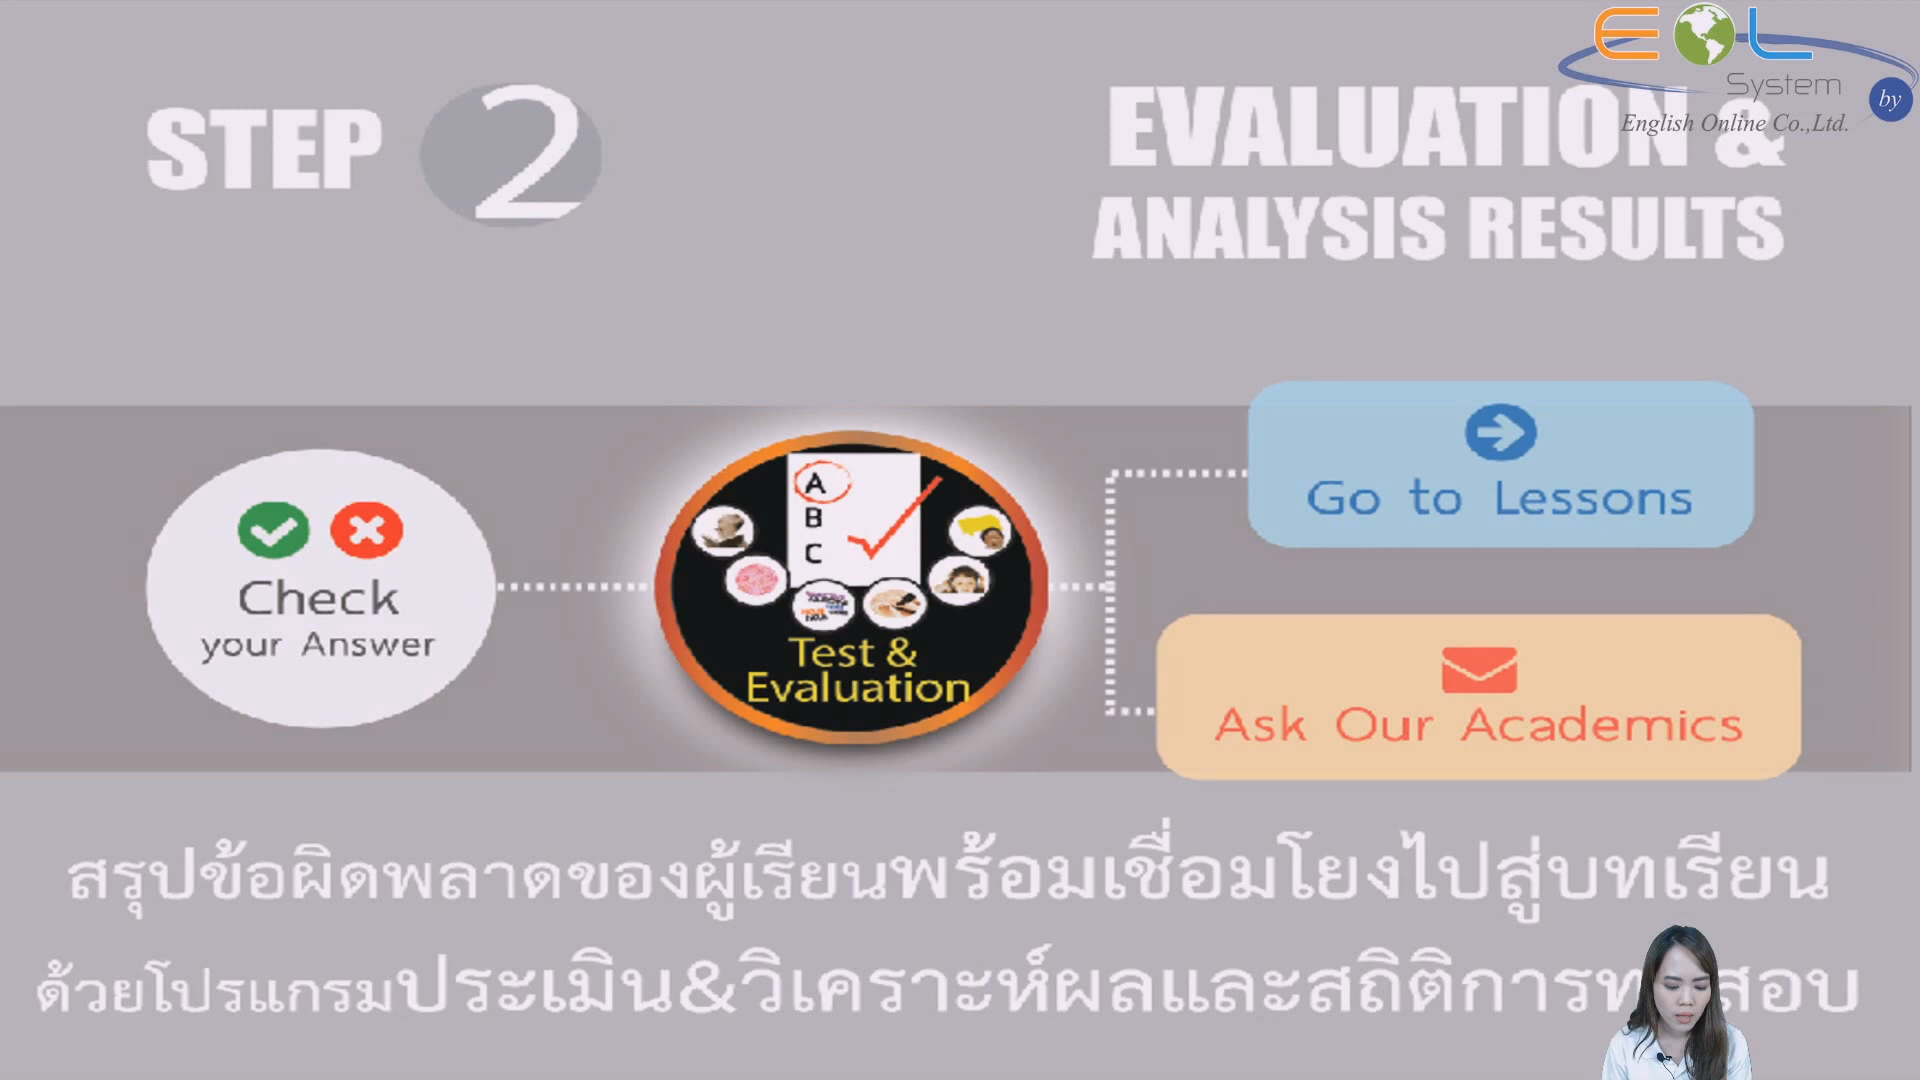 EOL
System
by
English Online Co.,Ltd.
STEP 2
EVALUATION &
ANALYSIS RESULTS
Check
your Answer
A
B
C
Test &
Evaluation
Go to Lessons
Ask Our Academics
สรุปข้อผิดพลาดของผู้เรียนพร้อมเชื่อมโยงไปสู่บทเรียน
ด้วยโปรแกรมประเมิน&วิเคราะห์ผลและสถิติการ